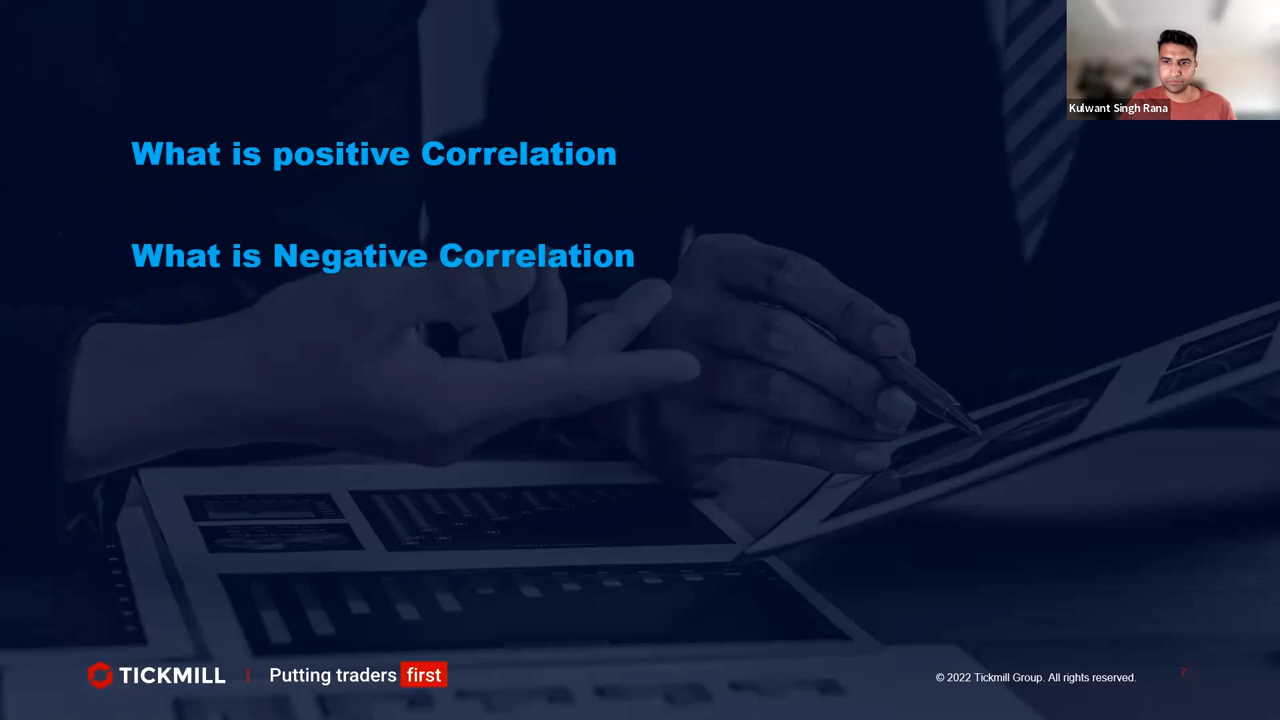 Kulwant Singh Rana
What is positive Correlation
What is Negative Correlation
TICKMILL | Putting traders first
© 2022 Tickmill Group. All rights reserved.
7